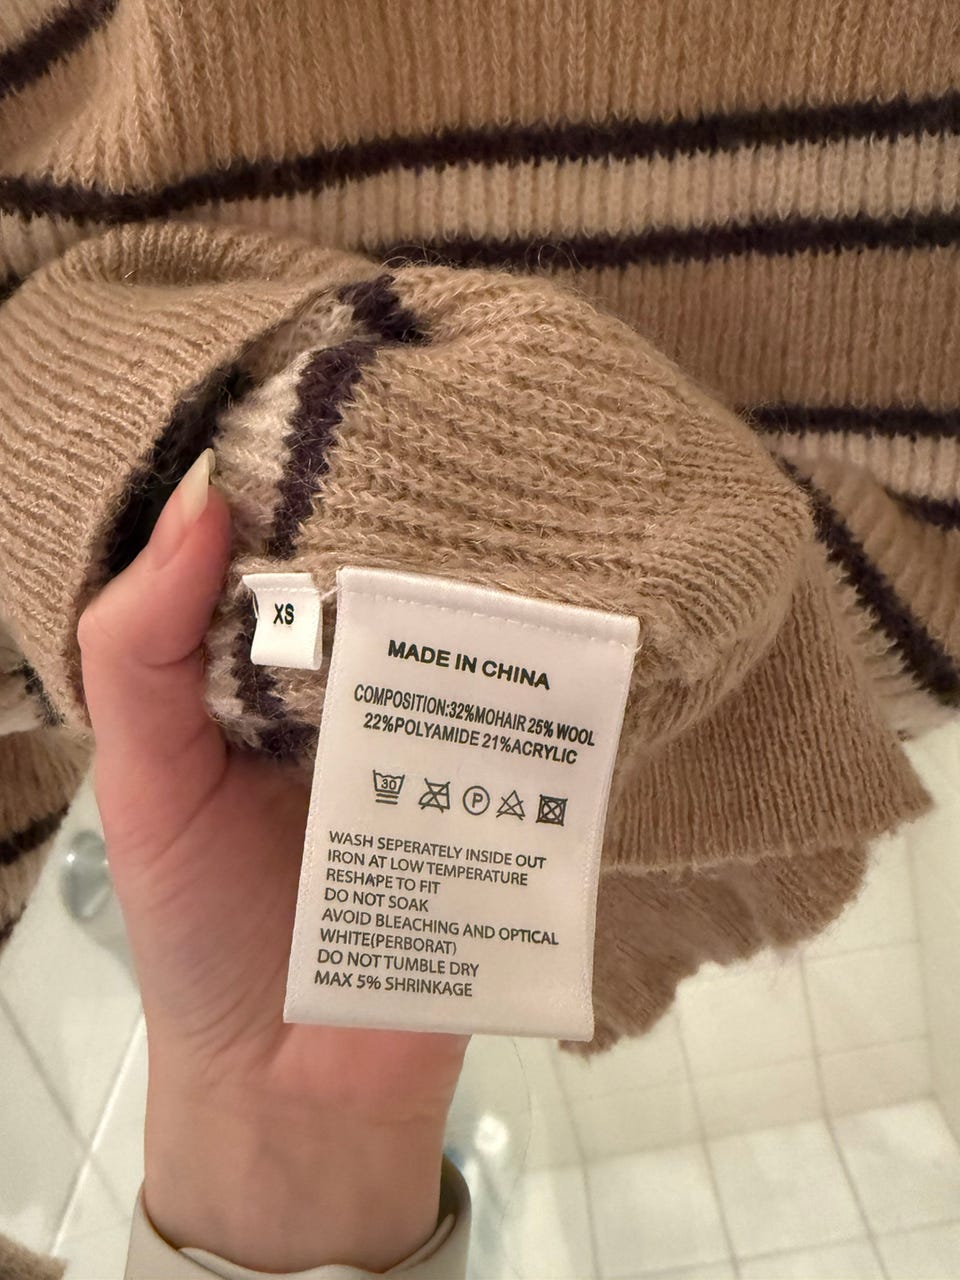 XS
MADE IN CHINA
COMPOSITION:32%MOHAIR 25% WOOL
22%POLYAMIDE 21%ACRYLIC
30
P
WASH SEPERATELY INSIDE OUT
IRON AT LOW TEMPERATURE
RESHAPE TO FIT
DO NOT SOAK
AVOID BLEACHING AND OPTICAL
WHITE(PERBORAT)
DO NOT TUMBLE DRY
MAX 5% SHRINKAGE